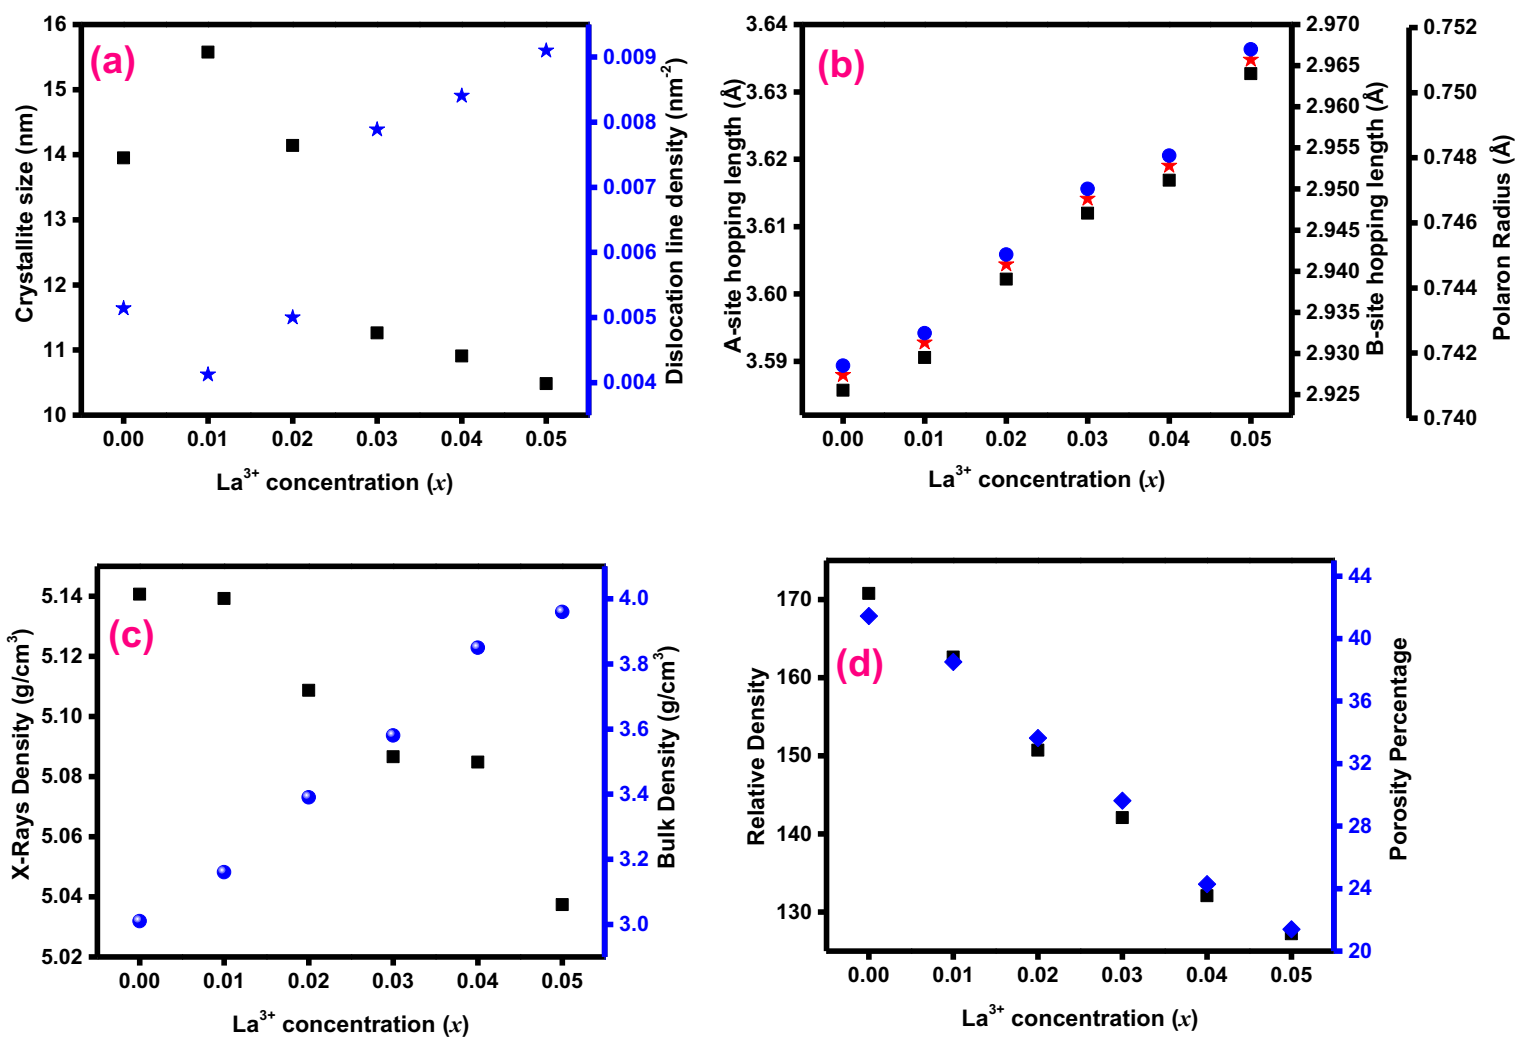 (a)
16
15
14
13
12
11
10
Crystallite size (nm)
0.009
0.008
0.007
0.006
0.005
0.004
Dislocation line density (nm⁻²)
0.00 0.01 0.02 0.03 0.04 0.05
La³⁺ concentration (x)
(b)
3.64
3.63
3.62
3.61
3.60
3.59
A-site hopping length (Å)
2.970
2.965
2.960
2.955
2.950
2.945
2.940
2.935
2.930
2.925
B-site hopping length (Å)
0.752
0.750
0.748
0.746
0.744
0.742
0.740
Polaron Radius (Å)
0.00 0.01 0.02 0.03 0.04 0.05
La³⁺ concentration (x)
(c)
5.14
5.12
5.10
5.08
5.06
5.04
5.02
X-Rays Density (g/cm³)
4.0
3.8
3.6
3.4
3.2
3.0
Bulk Density (g/cm³)
0.00 0.01 0.02 0.03 0.04 0.05
La³⁺ concentration (x)
(d)
170
160
150
140
130
Relative Density
44
40
36
32
28
24
20
Porosity Percentage
0.00 0.01 0.02 0.03 0.04 0.05
La³⁺ concentration (x)